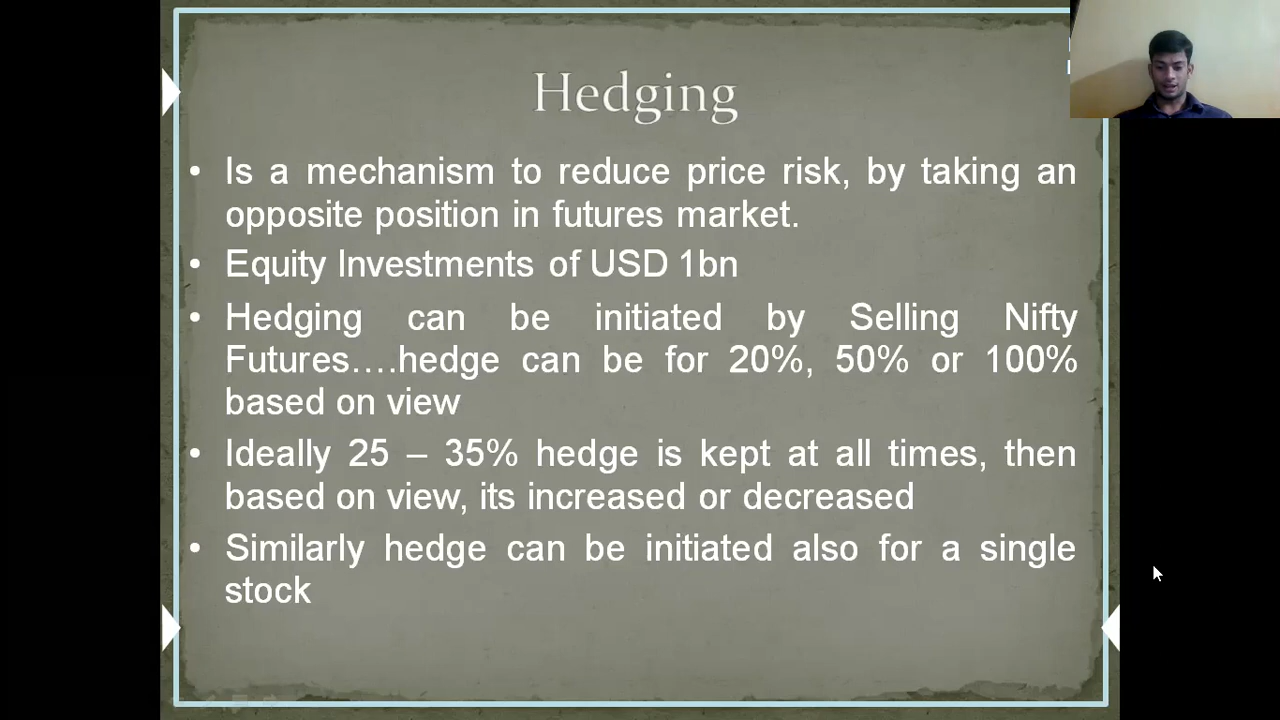 Hedging
• Is a mechanism to reduce price risk, by taking an
opposite position in futures market.
• Equity Investments of USD 1bn
• Hedging can be initiated by Selling Nifty
Futures....hedge can be for 20%, 50% or 100%
based on view
• Ideally 25 – 35% hedge is kept at all times, then
based on view, its increased or decreased
• Similarly hedge can be initiated also for a single
stock